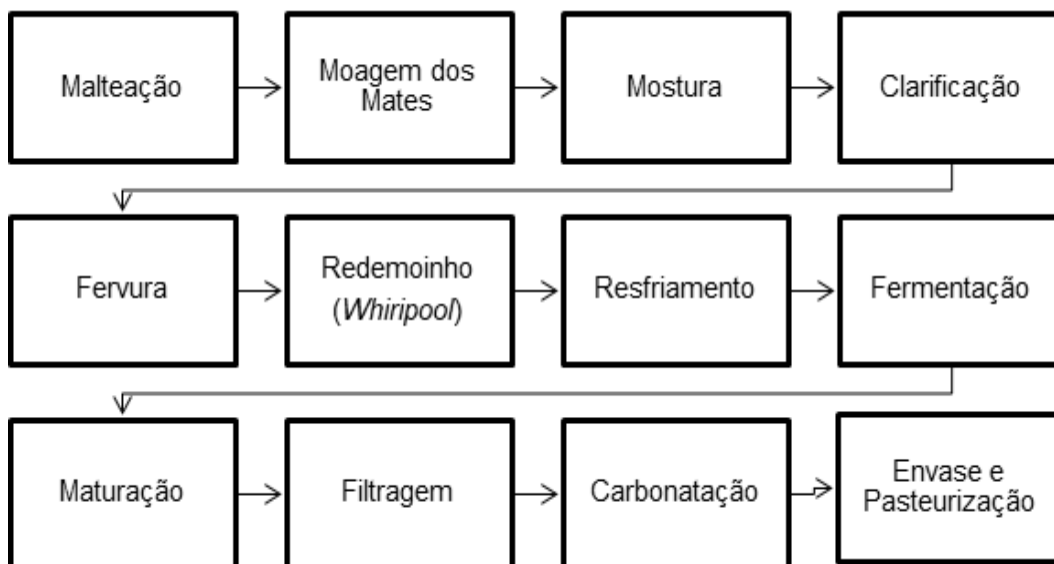 Malteação
Moagem dos
Mates
Mostura
Clarificação
Fervura
Redemoinho
(Whiripool)
Resfriamento
Fermentação
Maturação
Filtragem
Carbonatação
Envase e
Pasteurização